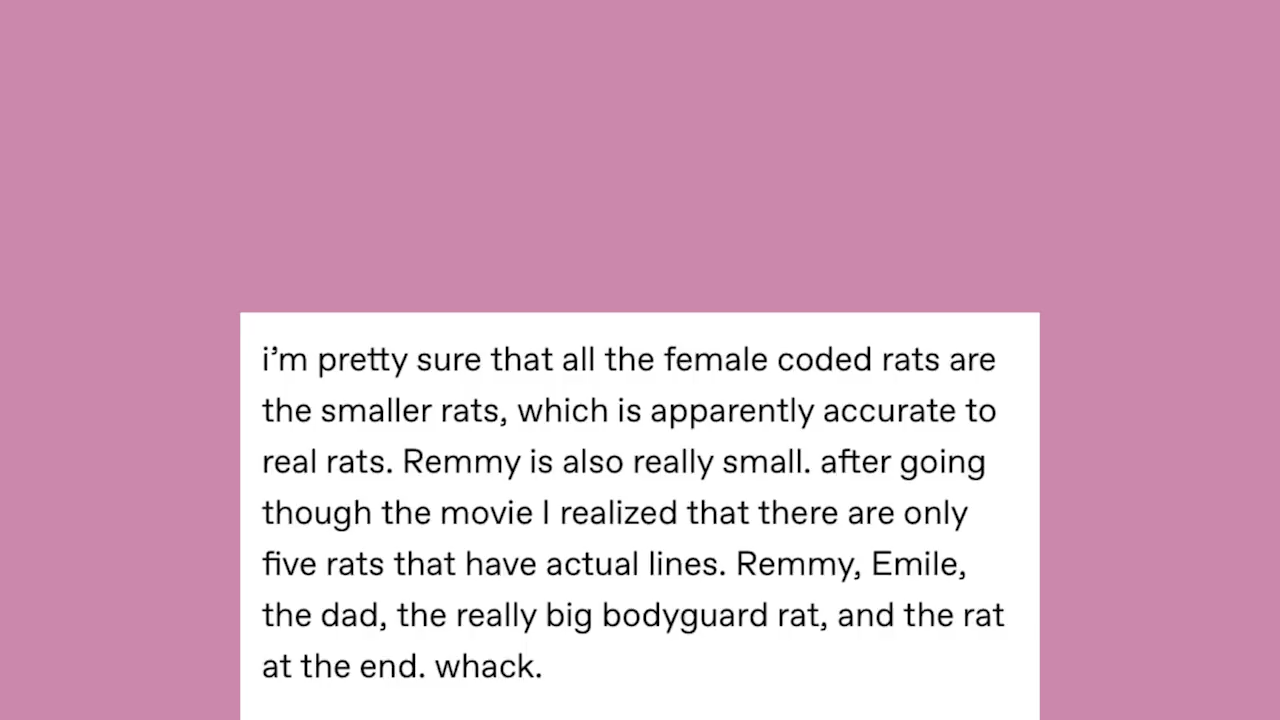 i’m pretty sure that all the female coded rats are
the smaller rats, which is apparently accurate to
real rats. Remmy is also really small. after going
though the movie I realized that there are only
five rats that have actual lines. Remmy, Emile,
the dad, the really big bodyguard rat, and the rat
at the end. whack.